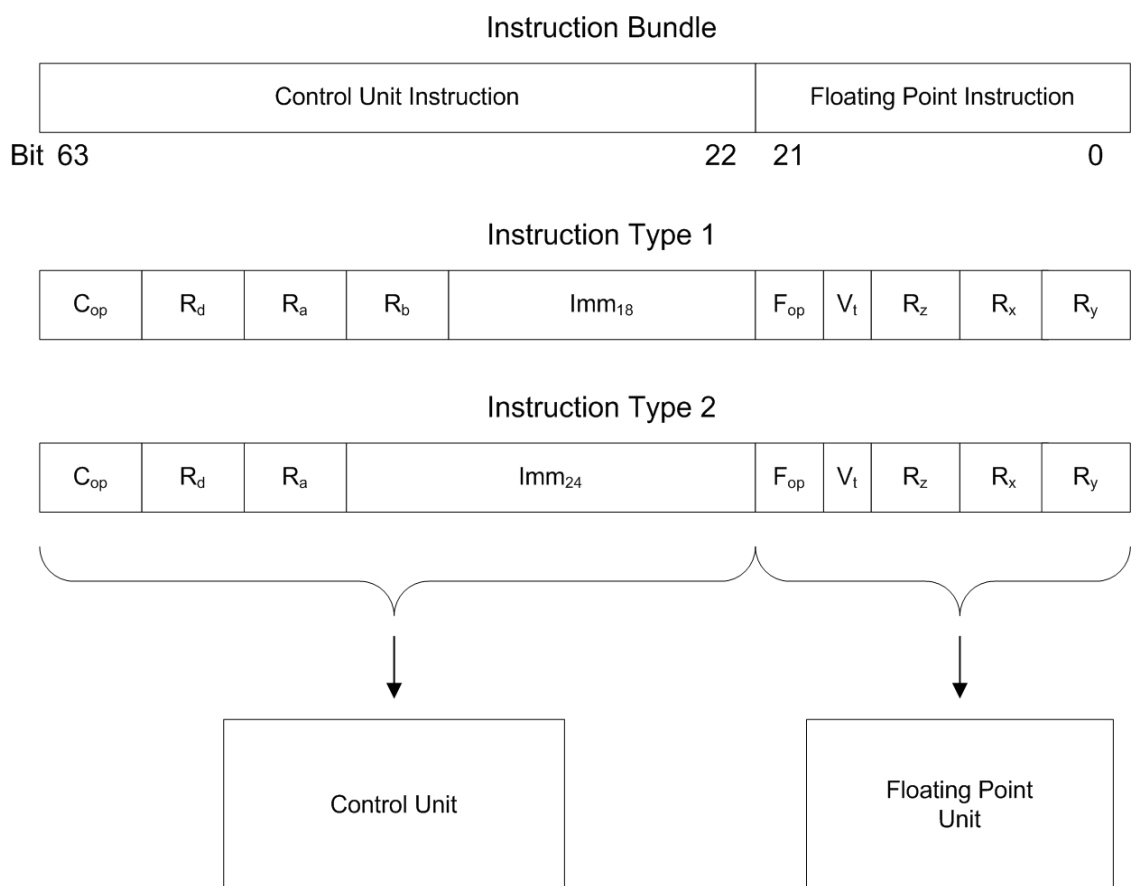 Instruction Bundle
Control Unit Instruction Floating Point Instruction
Bit 63 22 21 0
Instruction Type 1
Cop Rd Ra Rb Imm18 Fop Vt Rz Rx Ry
Instruction Type 2
Cop Rd Ra Imm24 Fop Vt Rz Rx Ry
Control Unit
Floating Point
Unit